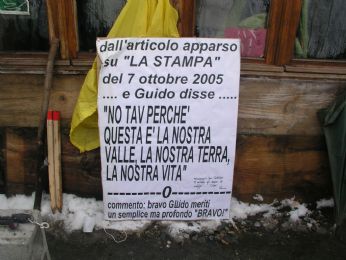 dall'articolo apparso
su "LA STAMPA"
del 7 ottobre 2005
.... e Guido disse .....
"NO TAV PERCHE'
QUESTA E' LA NOSTRA
VALLE, LA NOSTRA TERRA,
LA NOSTRA VITA"
----------O----------
commento: bravo Guido meriti
un semplice ma profondo "BRAVO!"